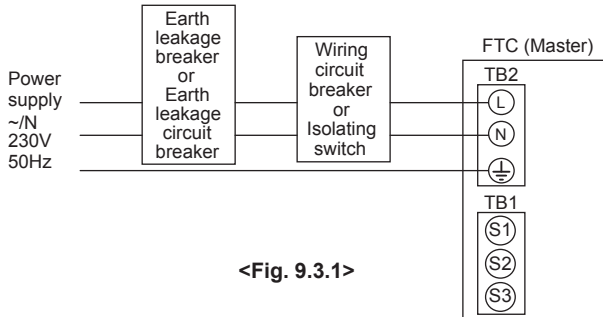 Power
supply
~/N
230V
50Hz
Earth
leakage
breaker
or
Earth
leakage
circuit
breaker
Wiring
circuit
breaker
or
Isolating
switch
FTC (Master)
TB2
L
N
TB1
S1
S2
S3
<Fig. 9.3.1>